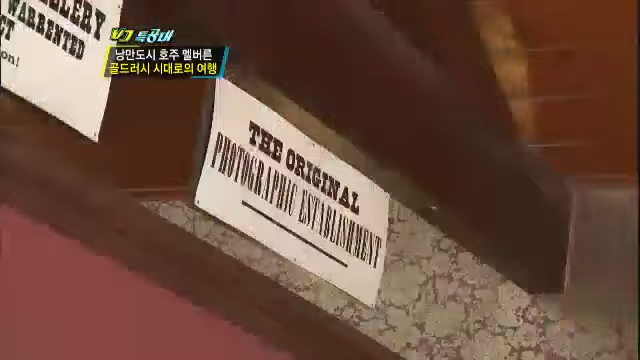 VJ 특공대
낭만도시 호주 멜버른
골드러시 시대로의 여행
WARRENTED
THE ORIGINAL
PHOTOGRAPHIC ESTABLISHMENT